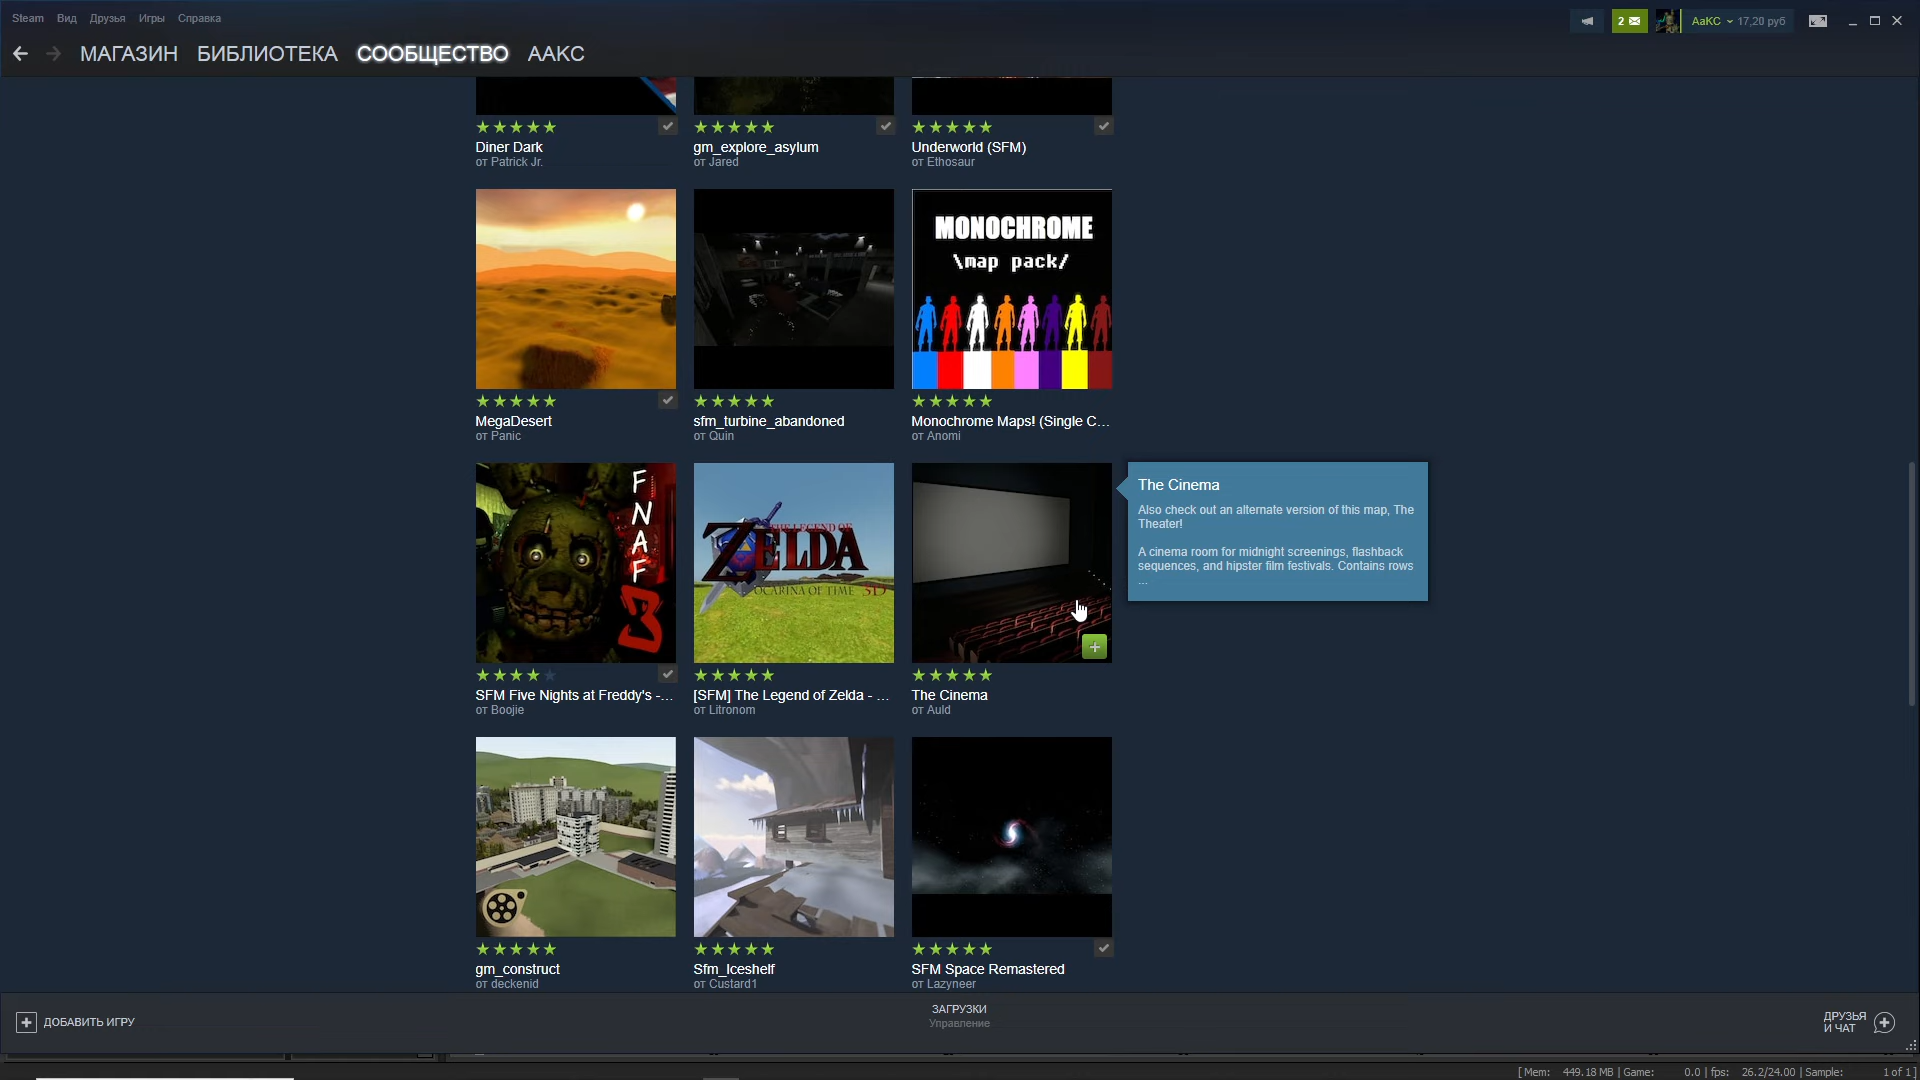 Steam Вид Друзья Игры Справка
2 ААКС 17,20 руб
МАГАЗИН БИБЛИОТЕКА СООБЩЕСТВО ААКС
Diner Dark
от Patrick Jr.
gm_explore_asylum
от Jared
Underworld (SFM)
от Ethosaur
MONOCHROME
\map pack/
MegaDesert
от Panic
sfm_turbine_abandoned
от Quin
Monochrome Maps! (Single C...
от Anomi
FNAF
3
THE LEGEND OF
ZELDA
OCARINA OF TIME 3D
The Cinema
Also check out an alternate version of this map, The
Theater!
A cinema room for midnight screenings, flashback
sequences, and hipster film festivals. Contains rows
...
SFM Five Nights at Freddy's -...
от Boojie
[SFM] The Legend of Zelda - ...
от Litronom
The Cinema
от Auld
gm_construct
от deckenid
Sfm_Iceshelf
от Custard1
SFM Space Remastered
от Lazyneer
ДОБАВИТЬ ИГРУ
ЗАГРУЗКИ
Управление
ДРУЗЬЯ
И ЧАТ
[ Mem: 449.18 MB | Game: 0.0 | fps: 26.2/24.00 | Sample: 1 of 1 ]